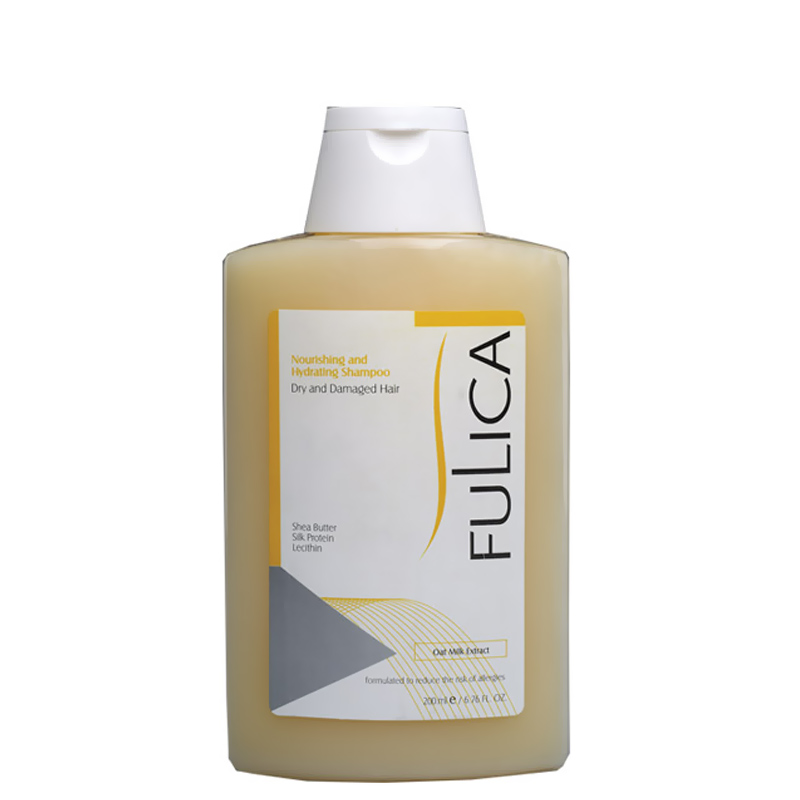 Nourishing and
Hydrating Shampoo
Dry and Damaged Hair
FULICA
Shea Butter
Silk Protein
Lecithin
Oat Milk Extract
formulated to reduce the risk of allergies
200 ml e / 6.76 FL. OZ.